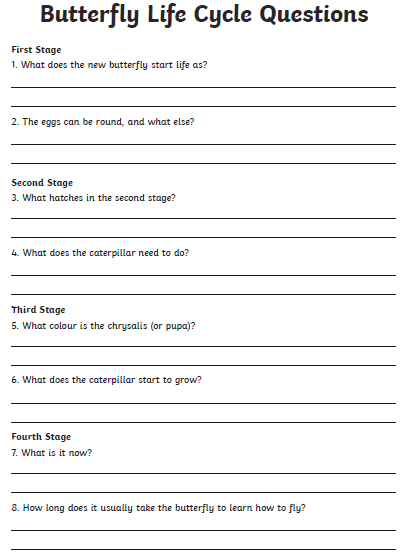 Butterfly Life Cycle Questions
First Stage
1. What does the new butterfly start life as?
2. The eggs can be round, and what else?
Second Stage
3. What hatches in the second stage?
4. What does the caterpillar need to do?
Third Stage
5. What colour is the chrysalis (or pupa)?
6. What does the caterpillar start to grow?
Fourth Stage
7. What is it now?
8. How long does it usually take the butterfly to learn how to fly?